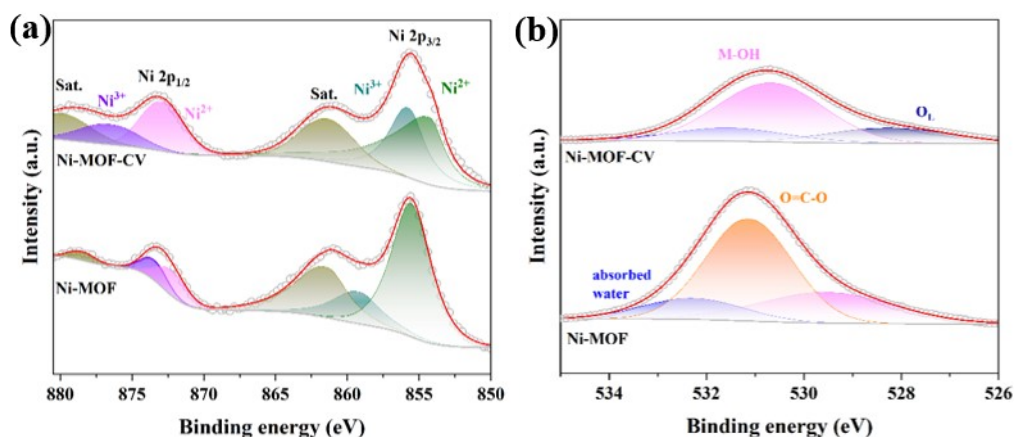 (a)
Intensity (a.u.)
Sat.
Ni³⁺
Ni 2p₁/₂
Ni²⁺
Sat.
Ni³⁺
Ni 2p₃/₂
Ni²⁺
Ni-MOF-CV
Ni-MOF
880 875 870 865 860 855 850
Binding energy (eV)
(b)
Intensity (a.u.)
M-OH
O_L
Ni-MOF-CV
O=C-O
absorbed
water
Ni-MOF
534 532 530 528 526
Binding energy (eV)